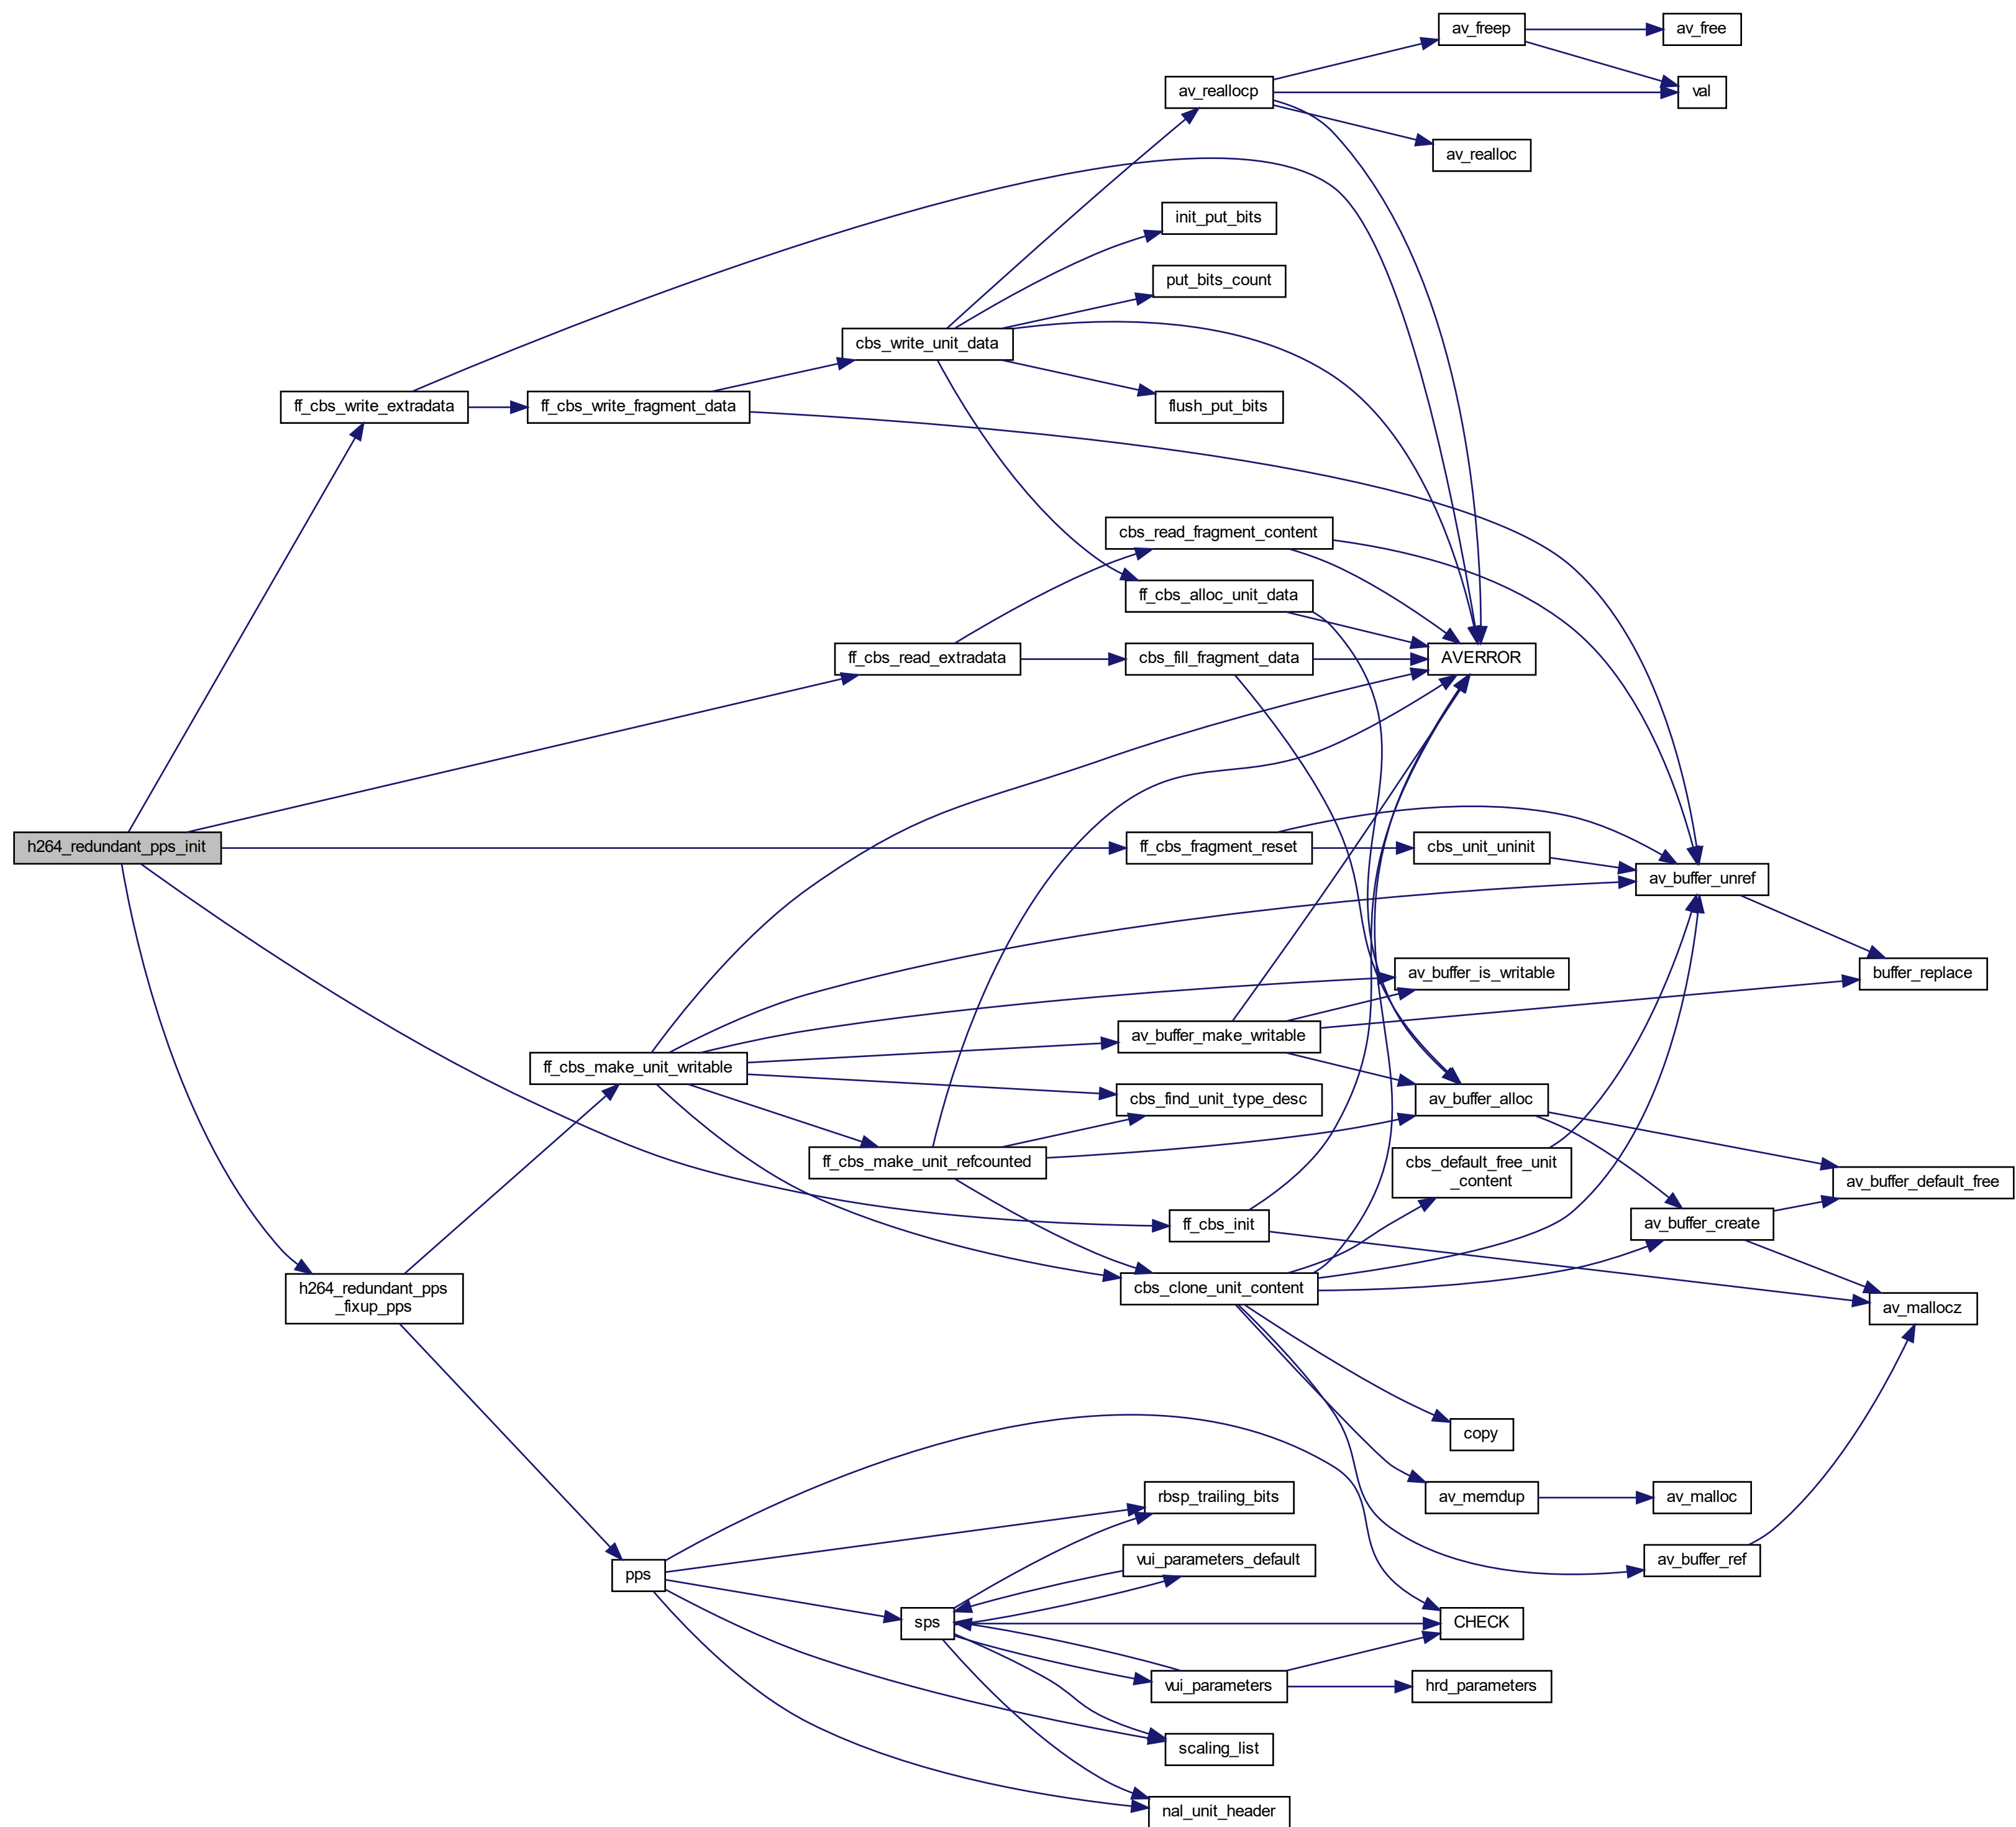 av_freep
av_free
av_reallocp
val
av_realloc
init_put_bits
put_bits_count
cbs_write_unit_data
ff_cbs_write_extradata
ff_cbs_write_fragment_data
flush_put_bits
cbs_read_fragment_content
ff_cbs_alloc_unit_data
ff_cbs_read_extradata
cbs_fill_fragment_data
AVERROR
h264_redundant_pps_init
ff_cbs_fragment_reset
cbs_unit_uninit
av_buffer_unref
av_buffer_is_writable
buffer_replace
av_buffer_make_writable
ff_cbs_make_unit_writable
cbs_find_unit_type_desc
av_buffer_alloc
ff_cbs_make_unit_refcounted
cbs_default_free_unit
_content
av_buffer_default_free
ff_cbs_init
av_buffer_create
h264_redundant_pps
_fixup_pps
cbs_clone_unit_content
av_mallocz
copy
rbsp_trailing_bits
av_memdup
av_malloc
pps
vui_parameters_default
av_buffer_ref
sps
CHECK
vui_parameters
hrd_parameters
scaling_list
nal_unit_header